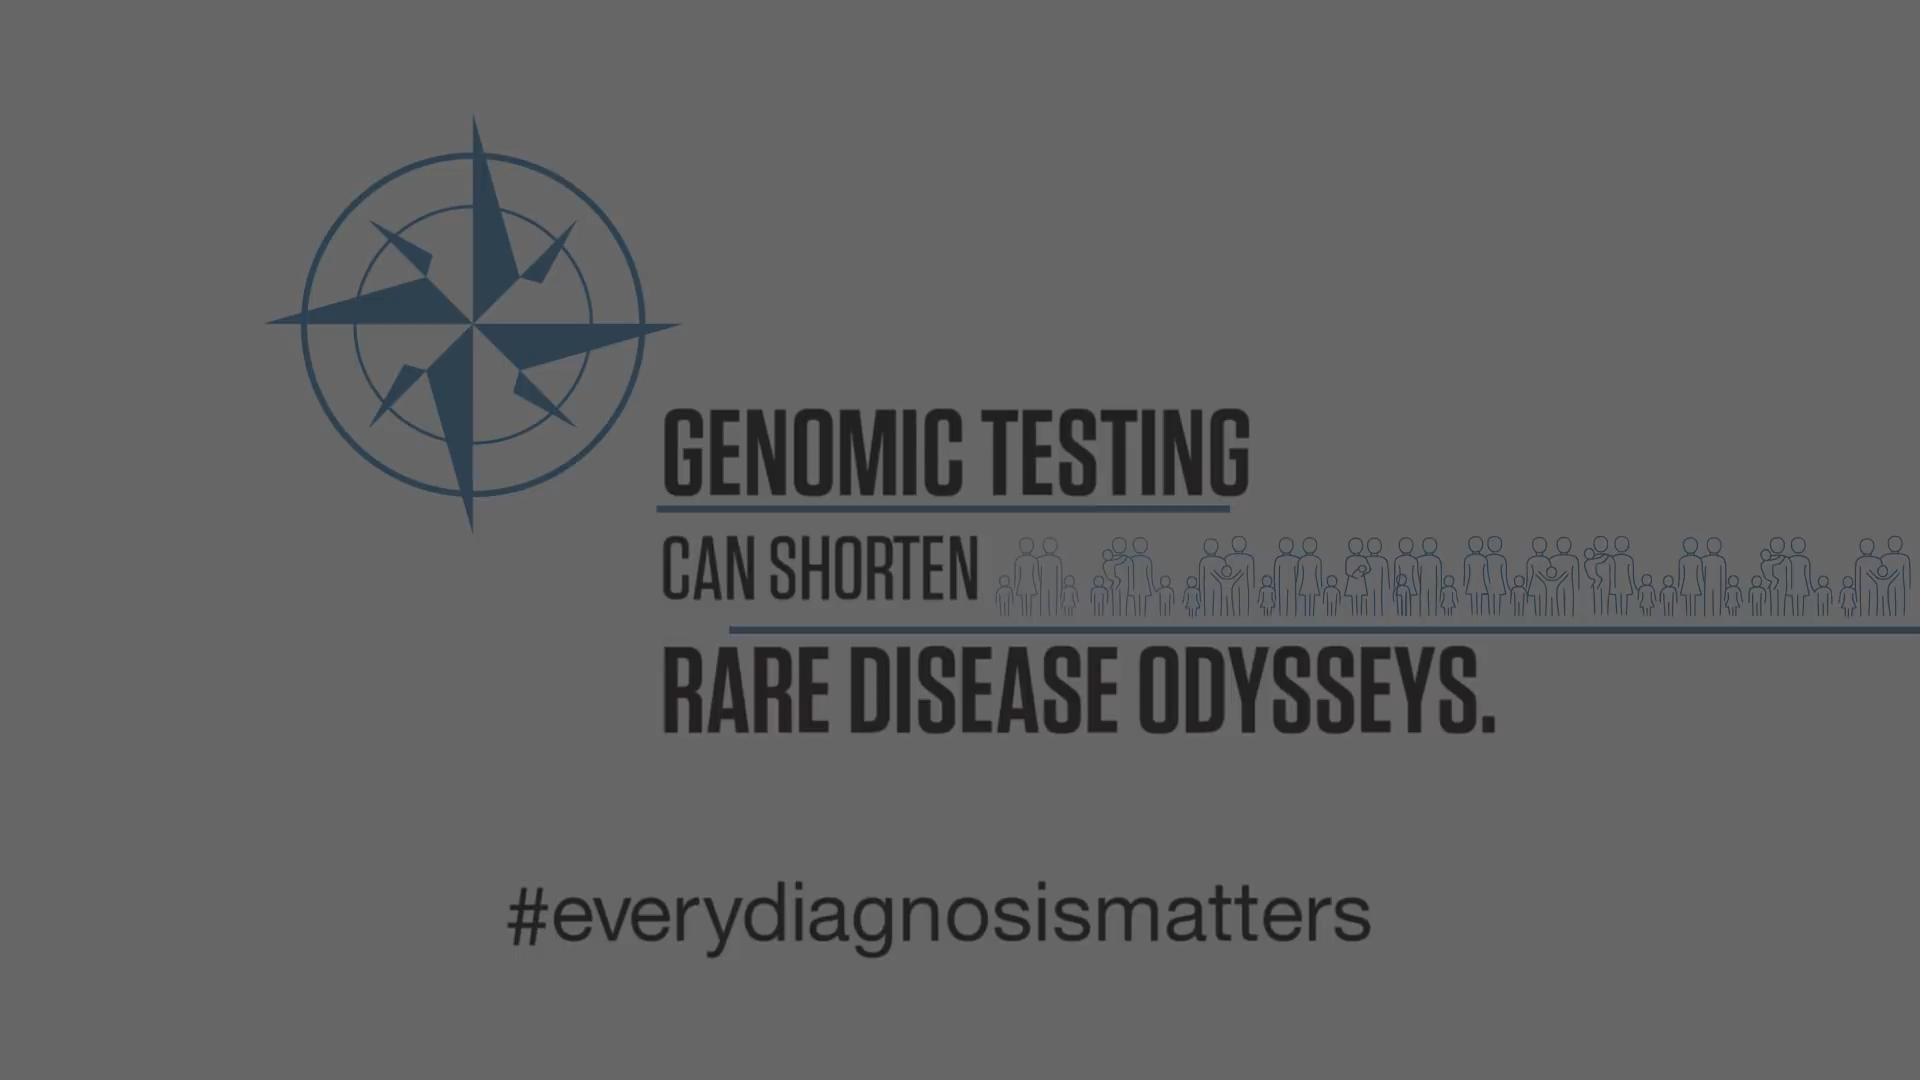 GENOMIC TESTING
CAN SHORTEN
RARE DISEASE ODYSSEYS.
#everydiagnosismatters